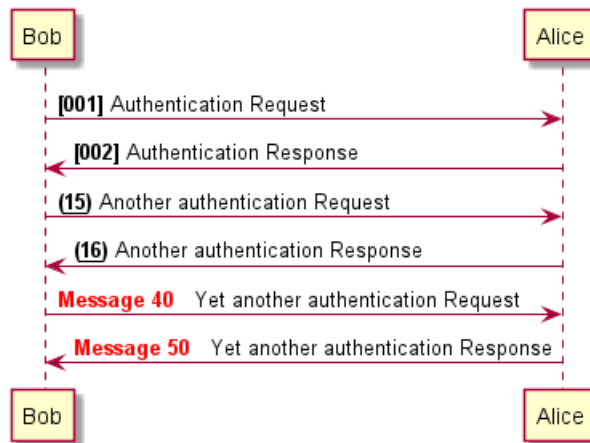 Bob Alice
[001] Authentication Request
[002] Authentication Response
(15) Another authentication Request
(16) Another authentication Response
Message 40 Yet another authentication Request
Message 50 Yet another authentication Response
Bob Alice